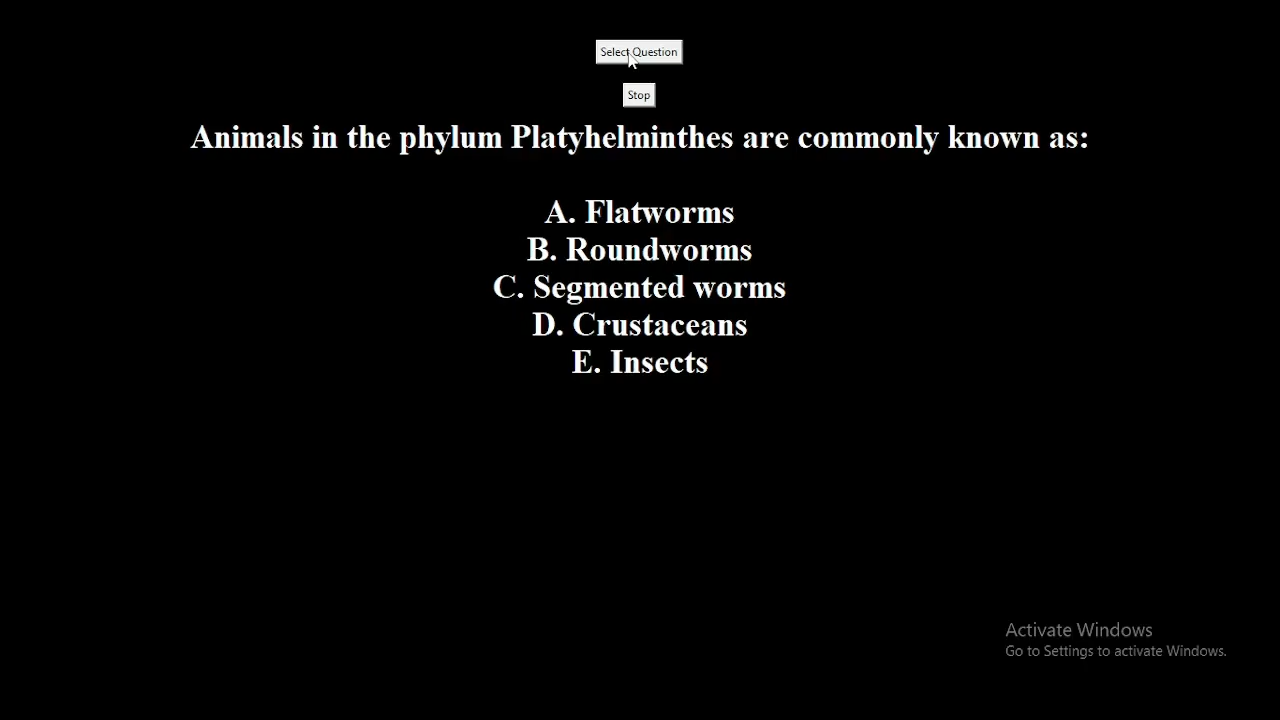 Select Question
Stop
Animals in the phylum Platyhelminthes are commonly known as:
A. Flatworms
B. Roundworms
C. Segmented worms
D. Crustaceans
E. Insects
Activate Windows
Go to Settings to activate Windows.